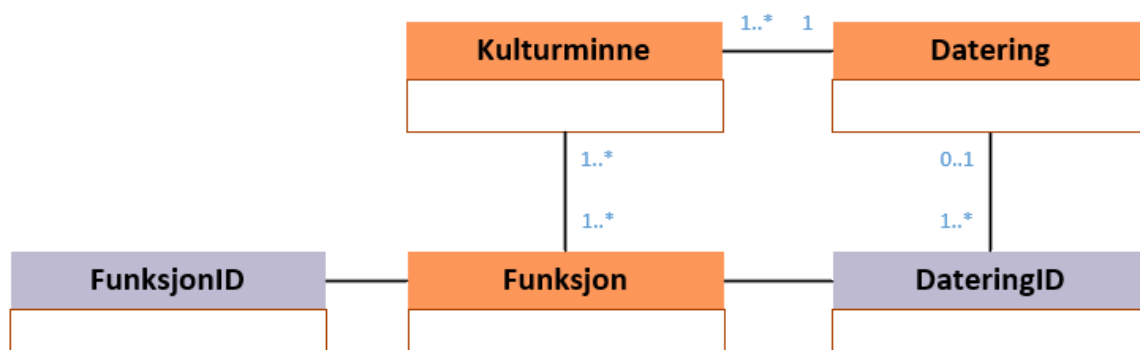 1..* 1
Kulturminne Datering
1..* 0..1
1..* 1..*
FunksjonID Funksjon DateringID